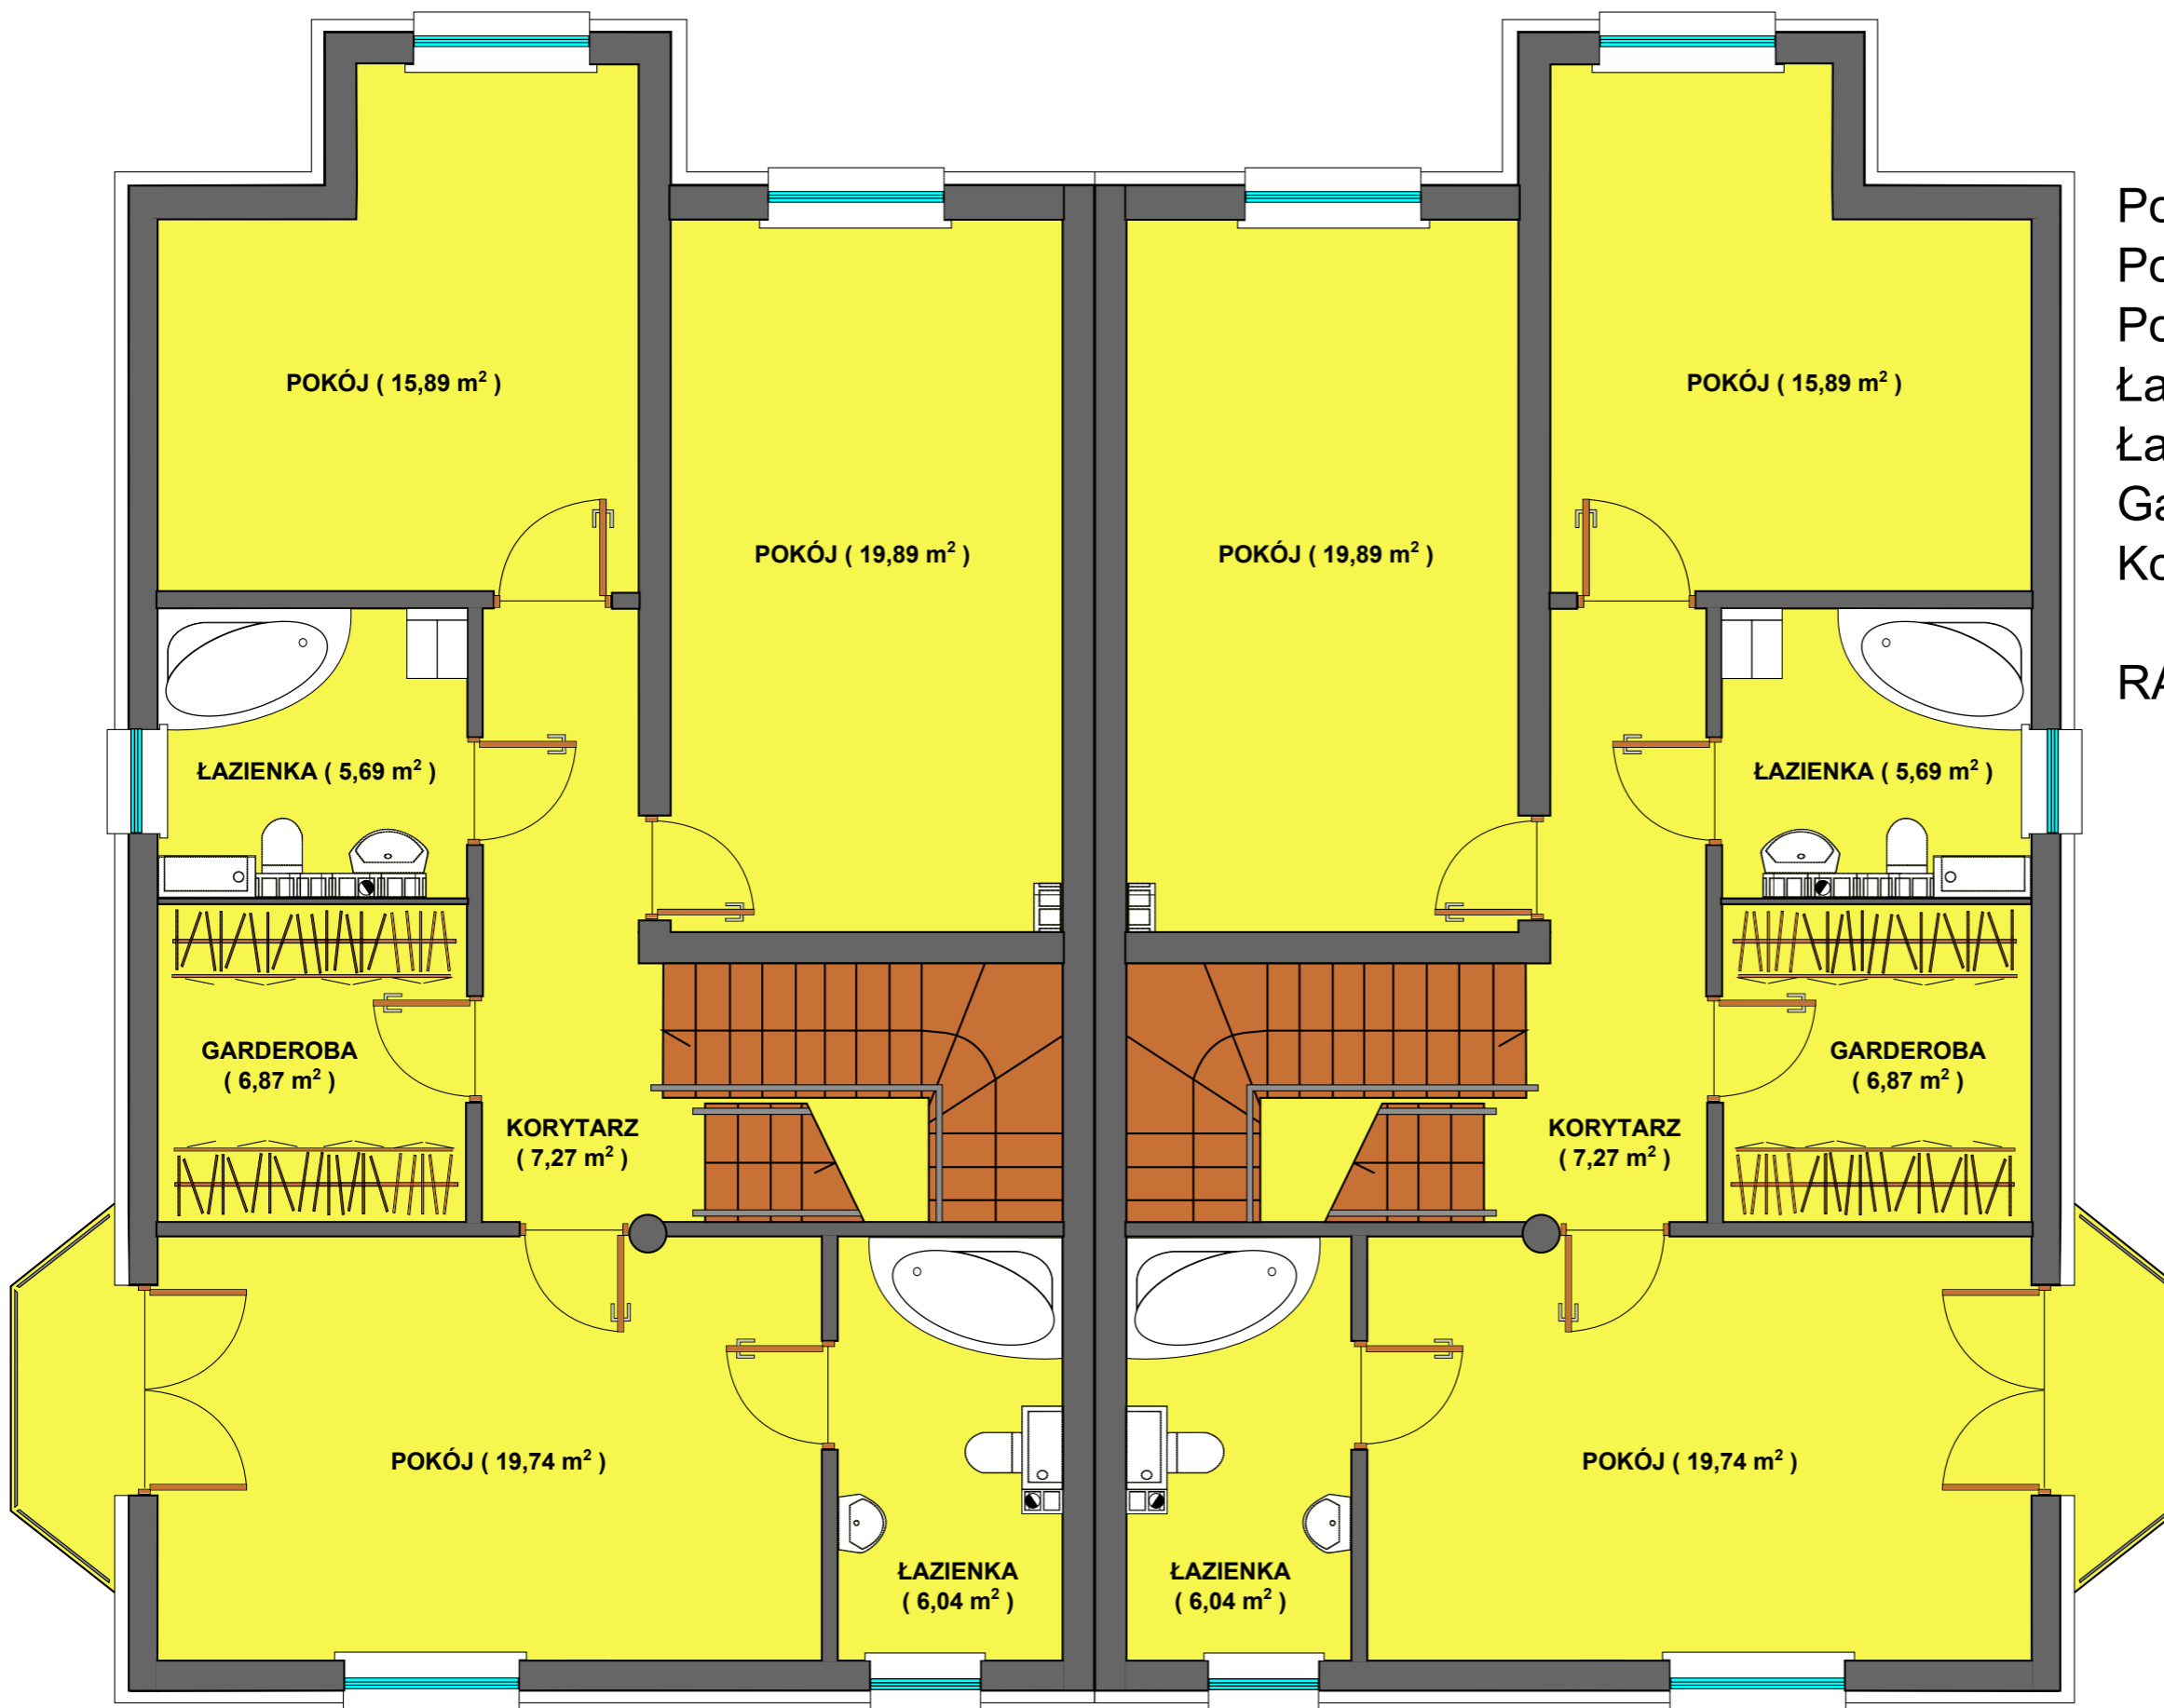 POKÓJ ( 15,89 m² )
POKÓJ ( 15,89 m² )
POKÓJ ( 19,89 m² )
POKÓJ ( 19,89 m² )
ŁAZIENKA ( 5,69 m² )
ŁAZIENKA ( 5,69 m² )
GARDEROBA
( 6,87 m² )
KORYTARZ
( 7,27 m² )
KORYTARZ
( 7,27 m² )
GARDEROBA
( 6,87 m² )
POKÓJ ( 19,74 m² )
ŁAZIENKA
( 6,04 m² )
ŁAZIENKA
( 6,04 m² )
POKÓJ ( 19,74 m² )